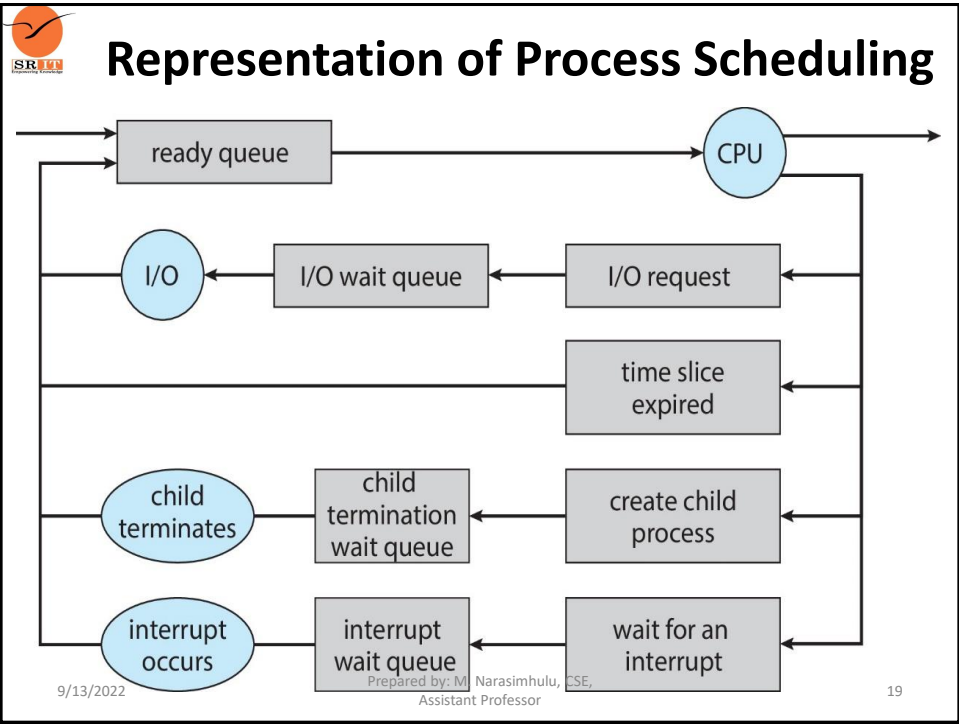 SRIT
Empowering Knowledge
Representation of Process Scheduling
ready queue
CPU
I/O
I/O wait queue
I/O request
time slice
expired
child
terminates
child
termination
wait queue
create child
process
interrupt
occurs
interrupt
wait queue
wait for an
interrupt
9/13/2022
Prepared by: M. Narasimhulu, CSE,
Assistant Professor
19